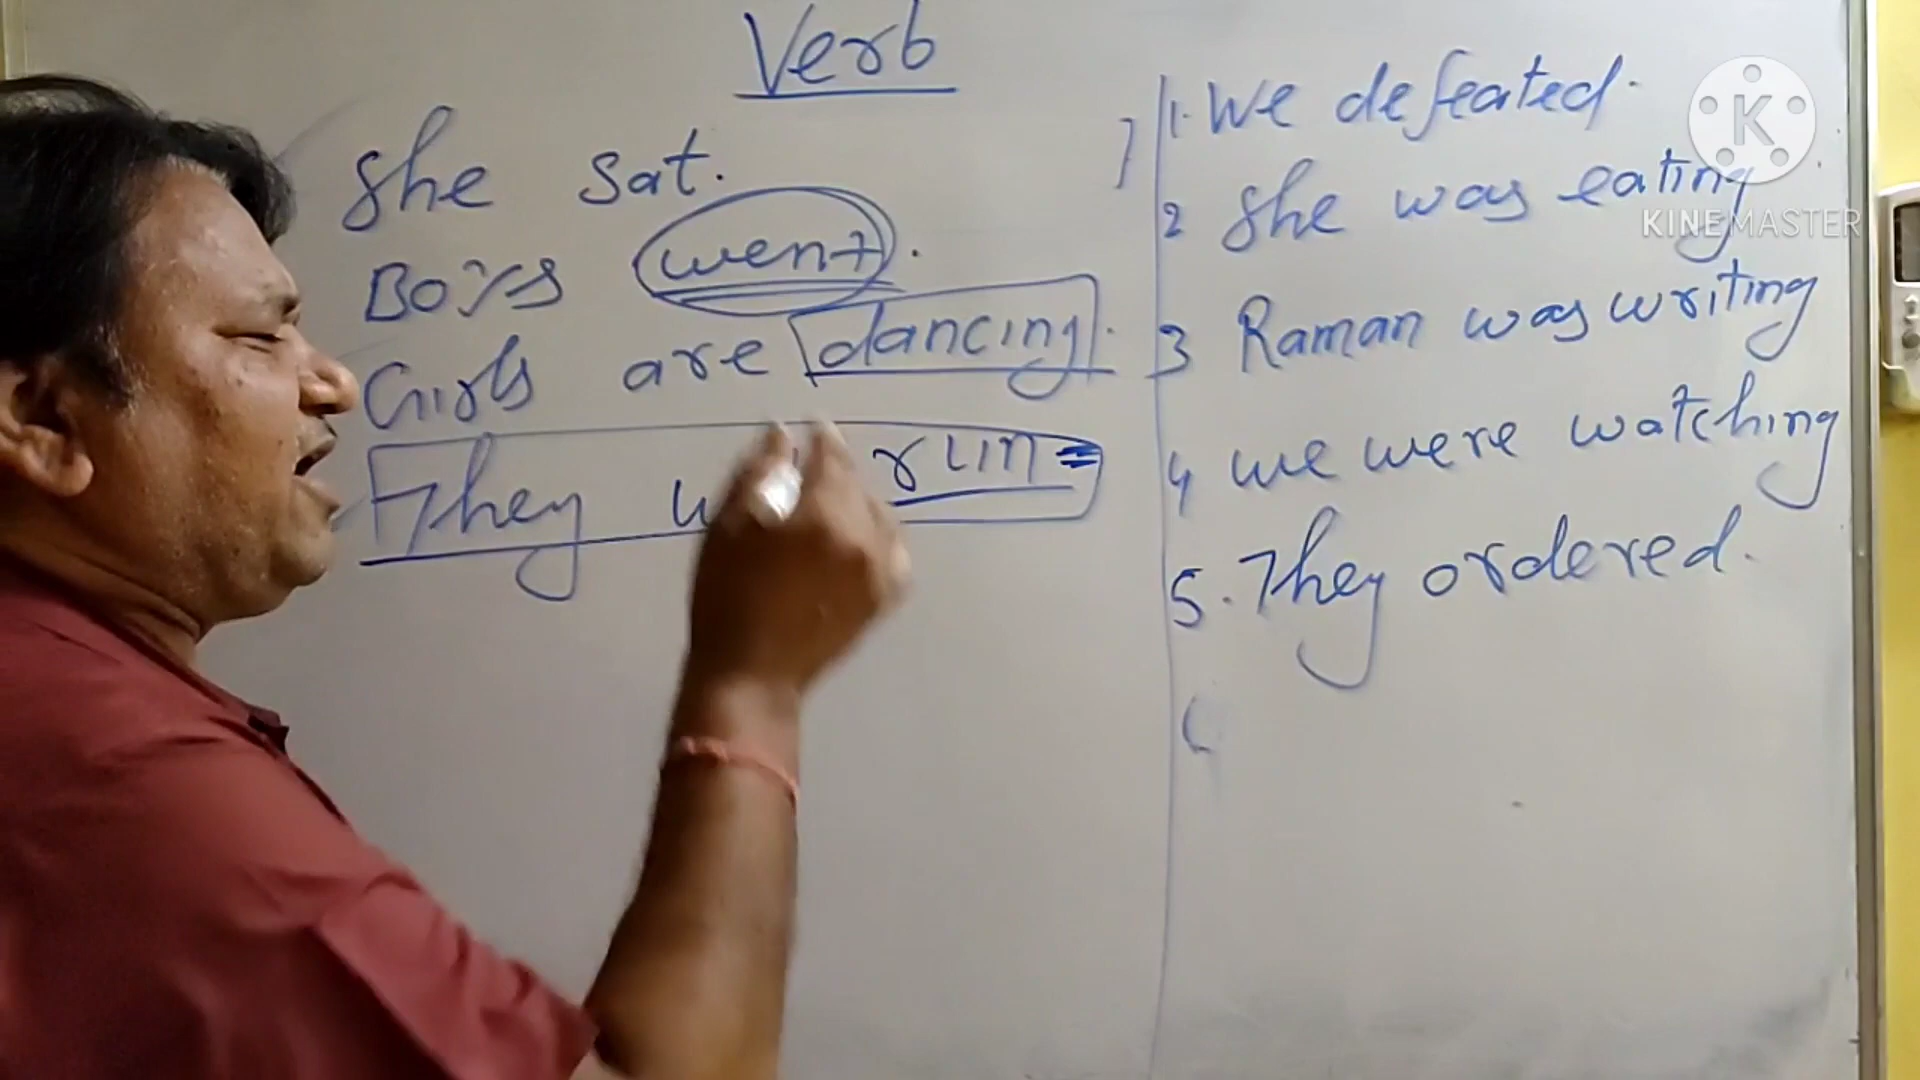 Verb
She sat.
Boys went.
Girls are dancing.
They run
1. We defeated.
2 She was eating
3 Raman was writing
4 we were watching
5. They ordered.
K
KINEMASTER